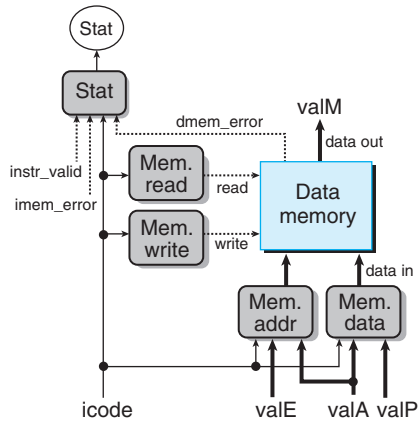 Stat
Stat
valM
dmem_error
data out
instr_valid
imem_error
Mem.
read
read
Data
memory
Mem.
write
write
data in
Mem.
addr
Mem.
data
icode
valE
valA
valP